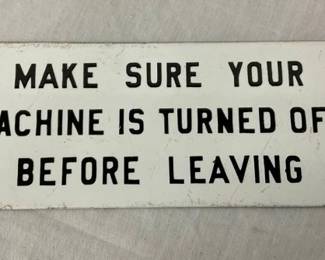 MAKE SURE YOUR
ACHINE IS TURNED OF
BEFORE LEAVING